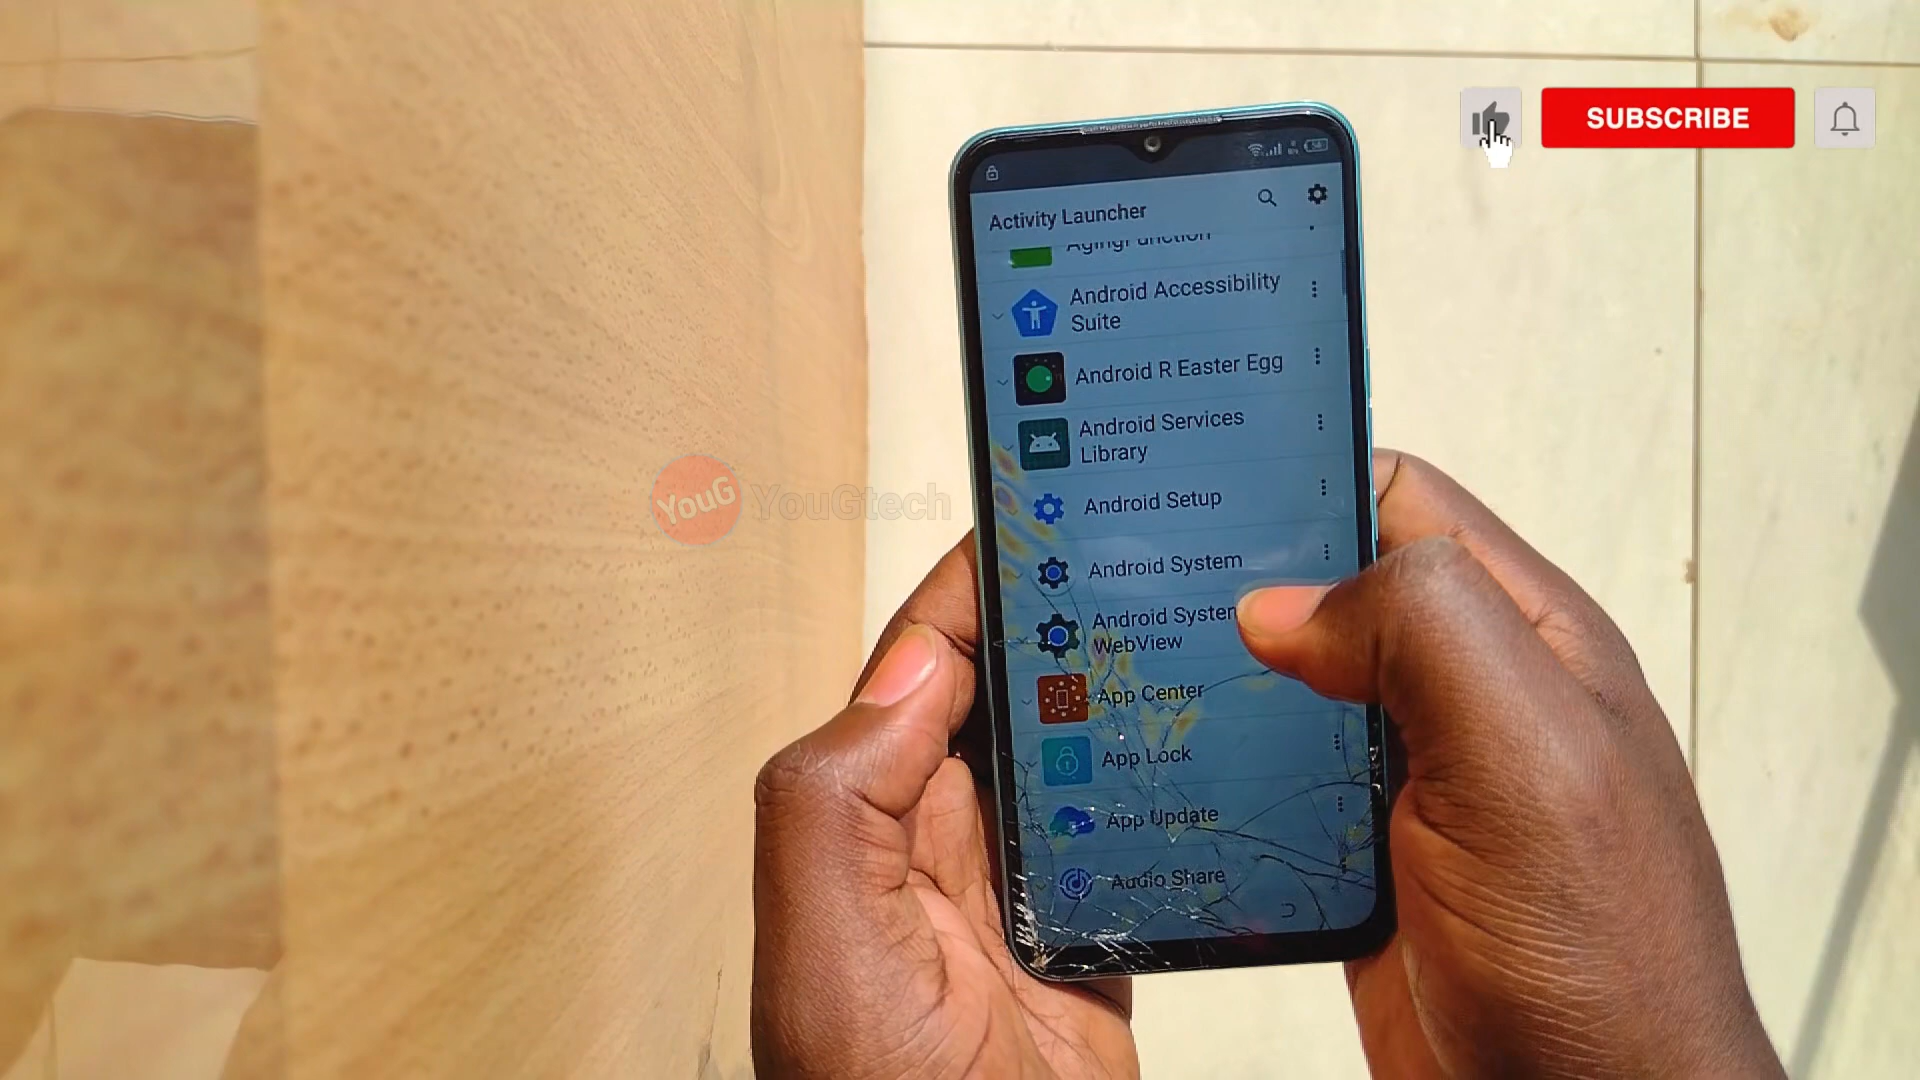 SUBSCRIBE
Activity Launcher
AgingFunction
Android Accessibility
Suite
Android R Easter Egg
Android Services
Library
Android Setup
YouG YouGtech
Android System
Android System
WebView
App Center
App Lock
App Update
Audio Share